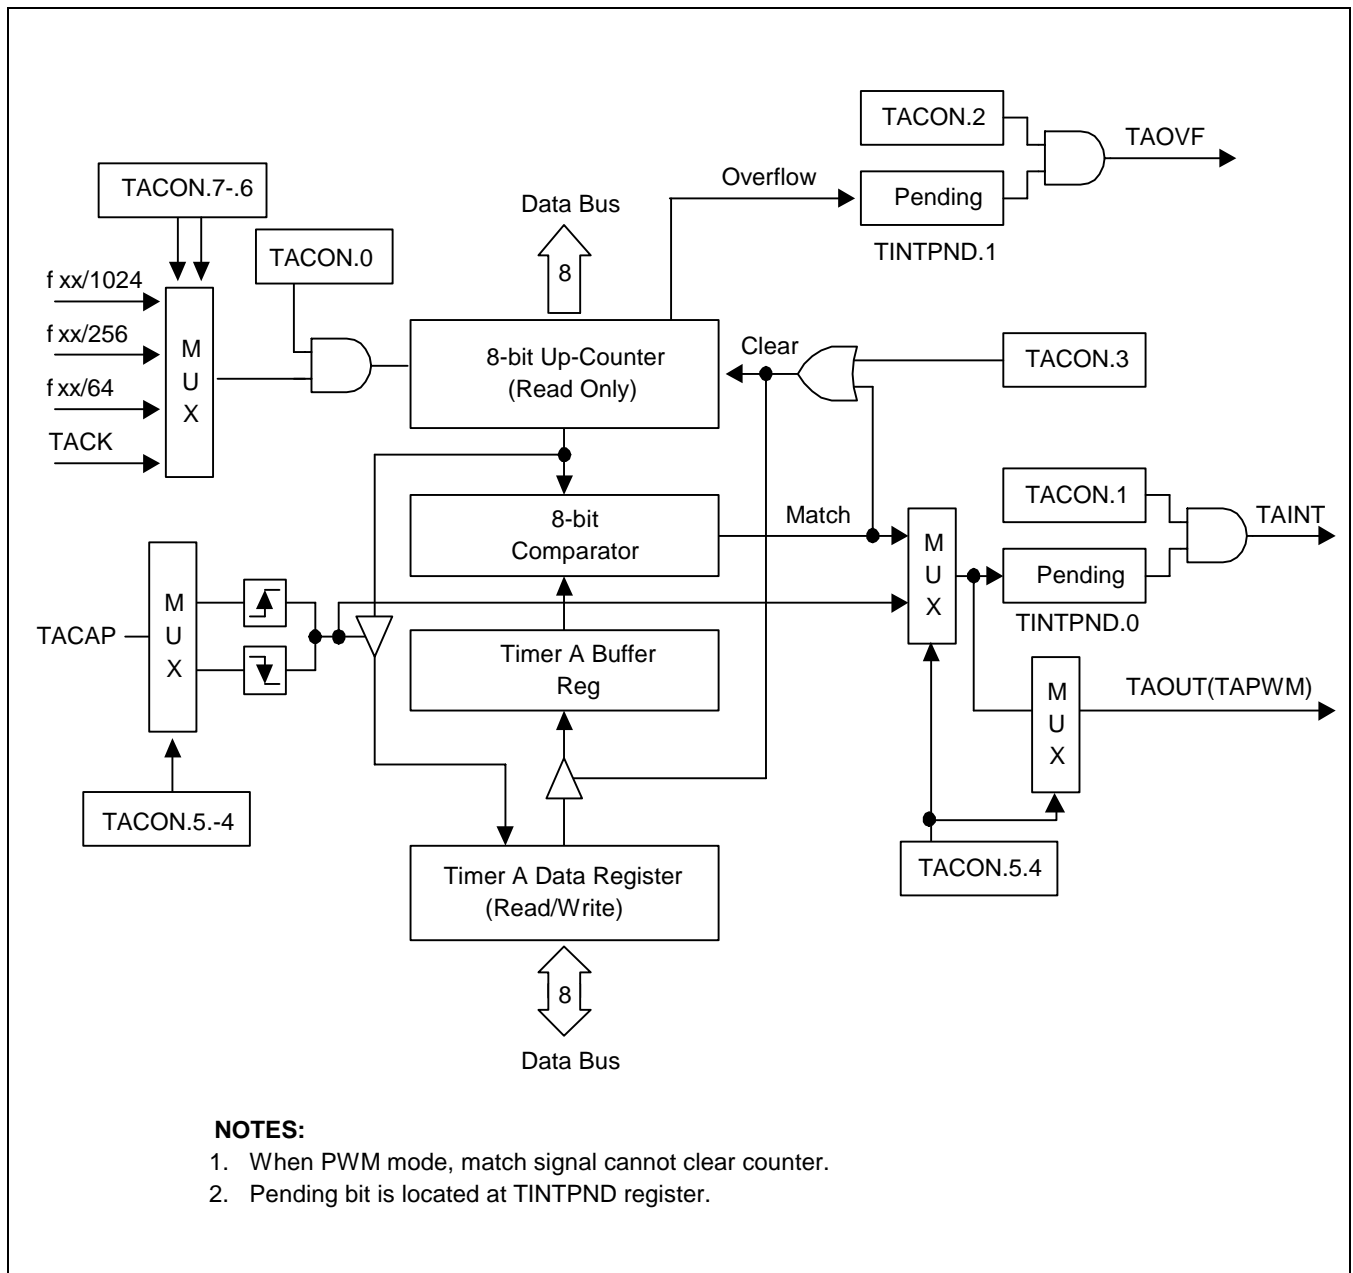 TACON.2
TAOVF
Overflow
Pending
TINTPND.1
TACON.7-.6
Data Bus
8
TACON.0
f xx/1024
f xx/256
f xx/64
TACK
M
U
X
8-bit Up-Counter
(Read Only)
Clear
TACON.3
8-bit
Comparator
Match
M
U
X
TACON.1
TAINT
Pending
TINTPND.0
TACAP
M
U
X
Timer A Buffer
Reg
M
U
X
TAOUT(TAPWM)
TACON.5.-4
TACON.5.4
Timer A Data Register
(Read/Write)
8
Data Bus
NOTES:
1. When PWM mode, match signal cannot clear counter.
2. Pending bit is located at TINTPND register.